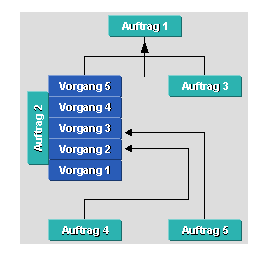 Auftrag 1
Vorgang 5
Auftrag 3
Vorgang 4
Auftrag 2
Vorgang 3
Vorgang 2
Vorgang 1
Auftrag 4
Auftrag 5